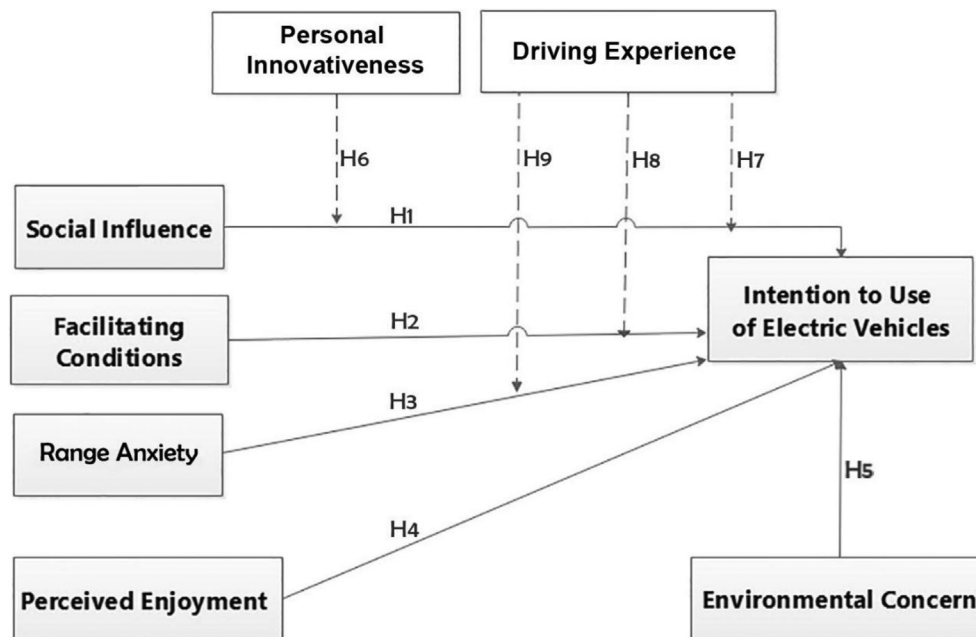 Personal
Innovativeness
Driving Experience
H6
H9
H8
H7
Social Influence
H1
Intention to Use
of Electric Vehicles
Facilitating
Conditions
H2
Range Anxiety
H3
H5
H4
Perceived Enjoyment
Environmental Concern